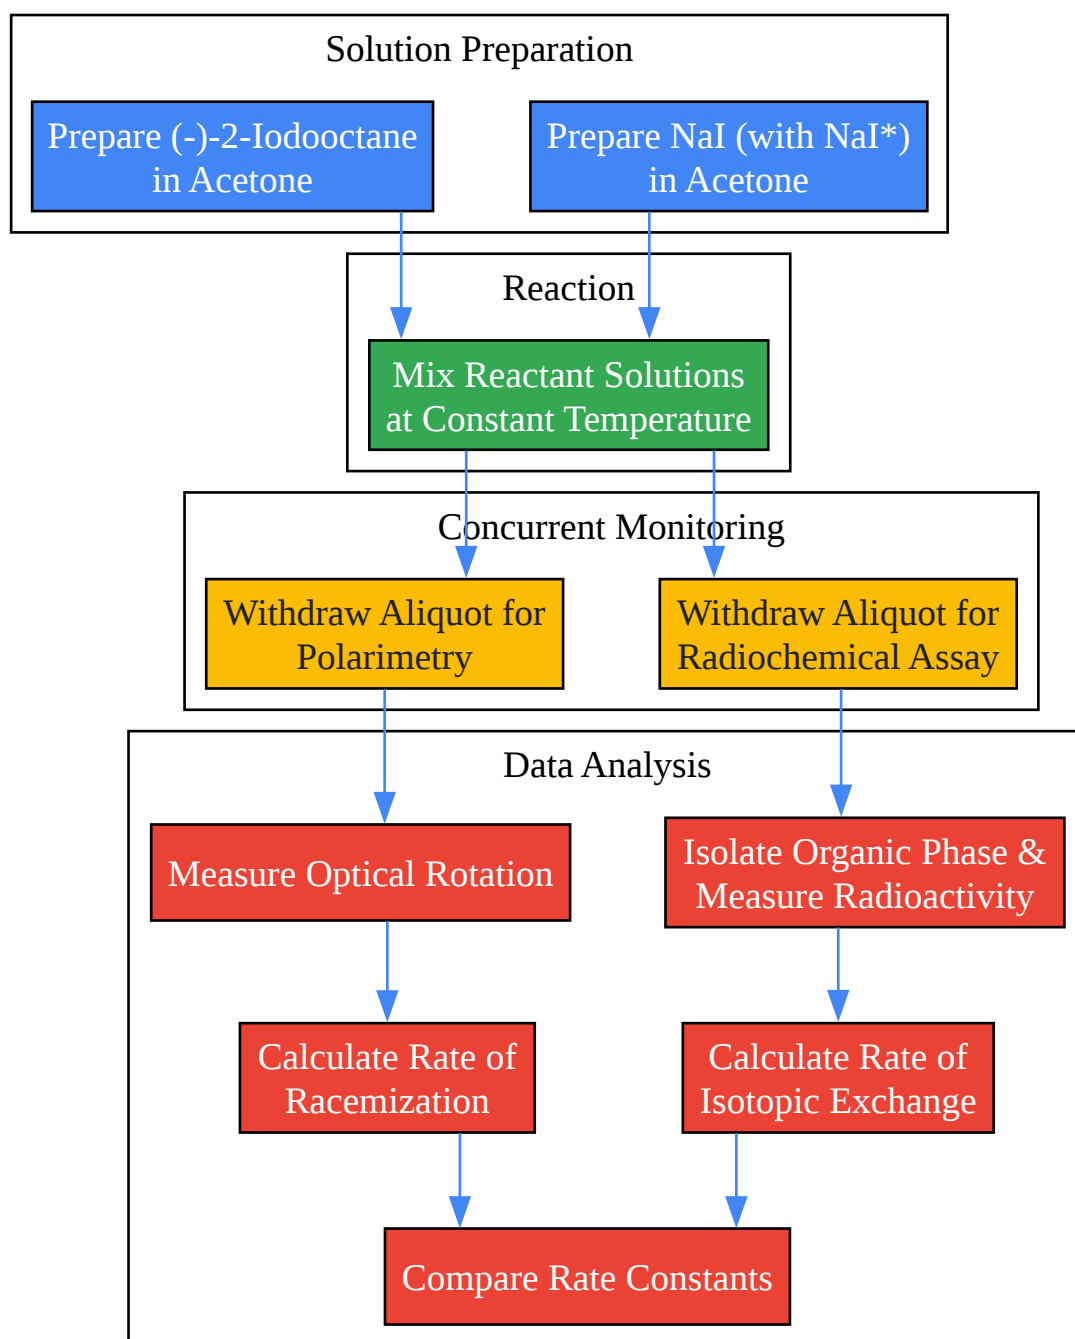 Solution Preparation
Prepare (-)-2-Iodooctane
in Acetone
Prepare NaI (with NaI*)
in Acetone
Reaction
Mix Reactant Solutions
at Constant Temperature
Concurrent Monitoring
Withdraw Aliquot for
Polarimetry
Withdraw Aliquot for
Radiochemical Assay
Data Analysis
Measure Optical Rotation
Isolate Organic Phase &
Measure Radioactivity
Calculate Rate of
Racemization
Calculate Rate of
Isotopic Exchange
Compare Rate Constants